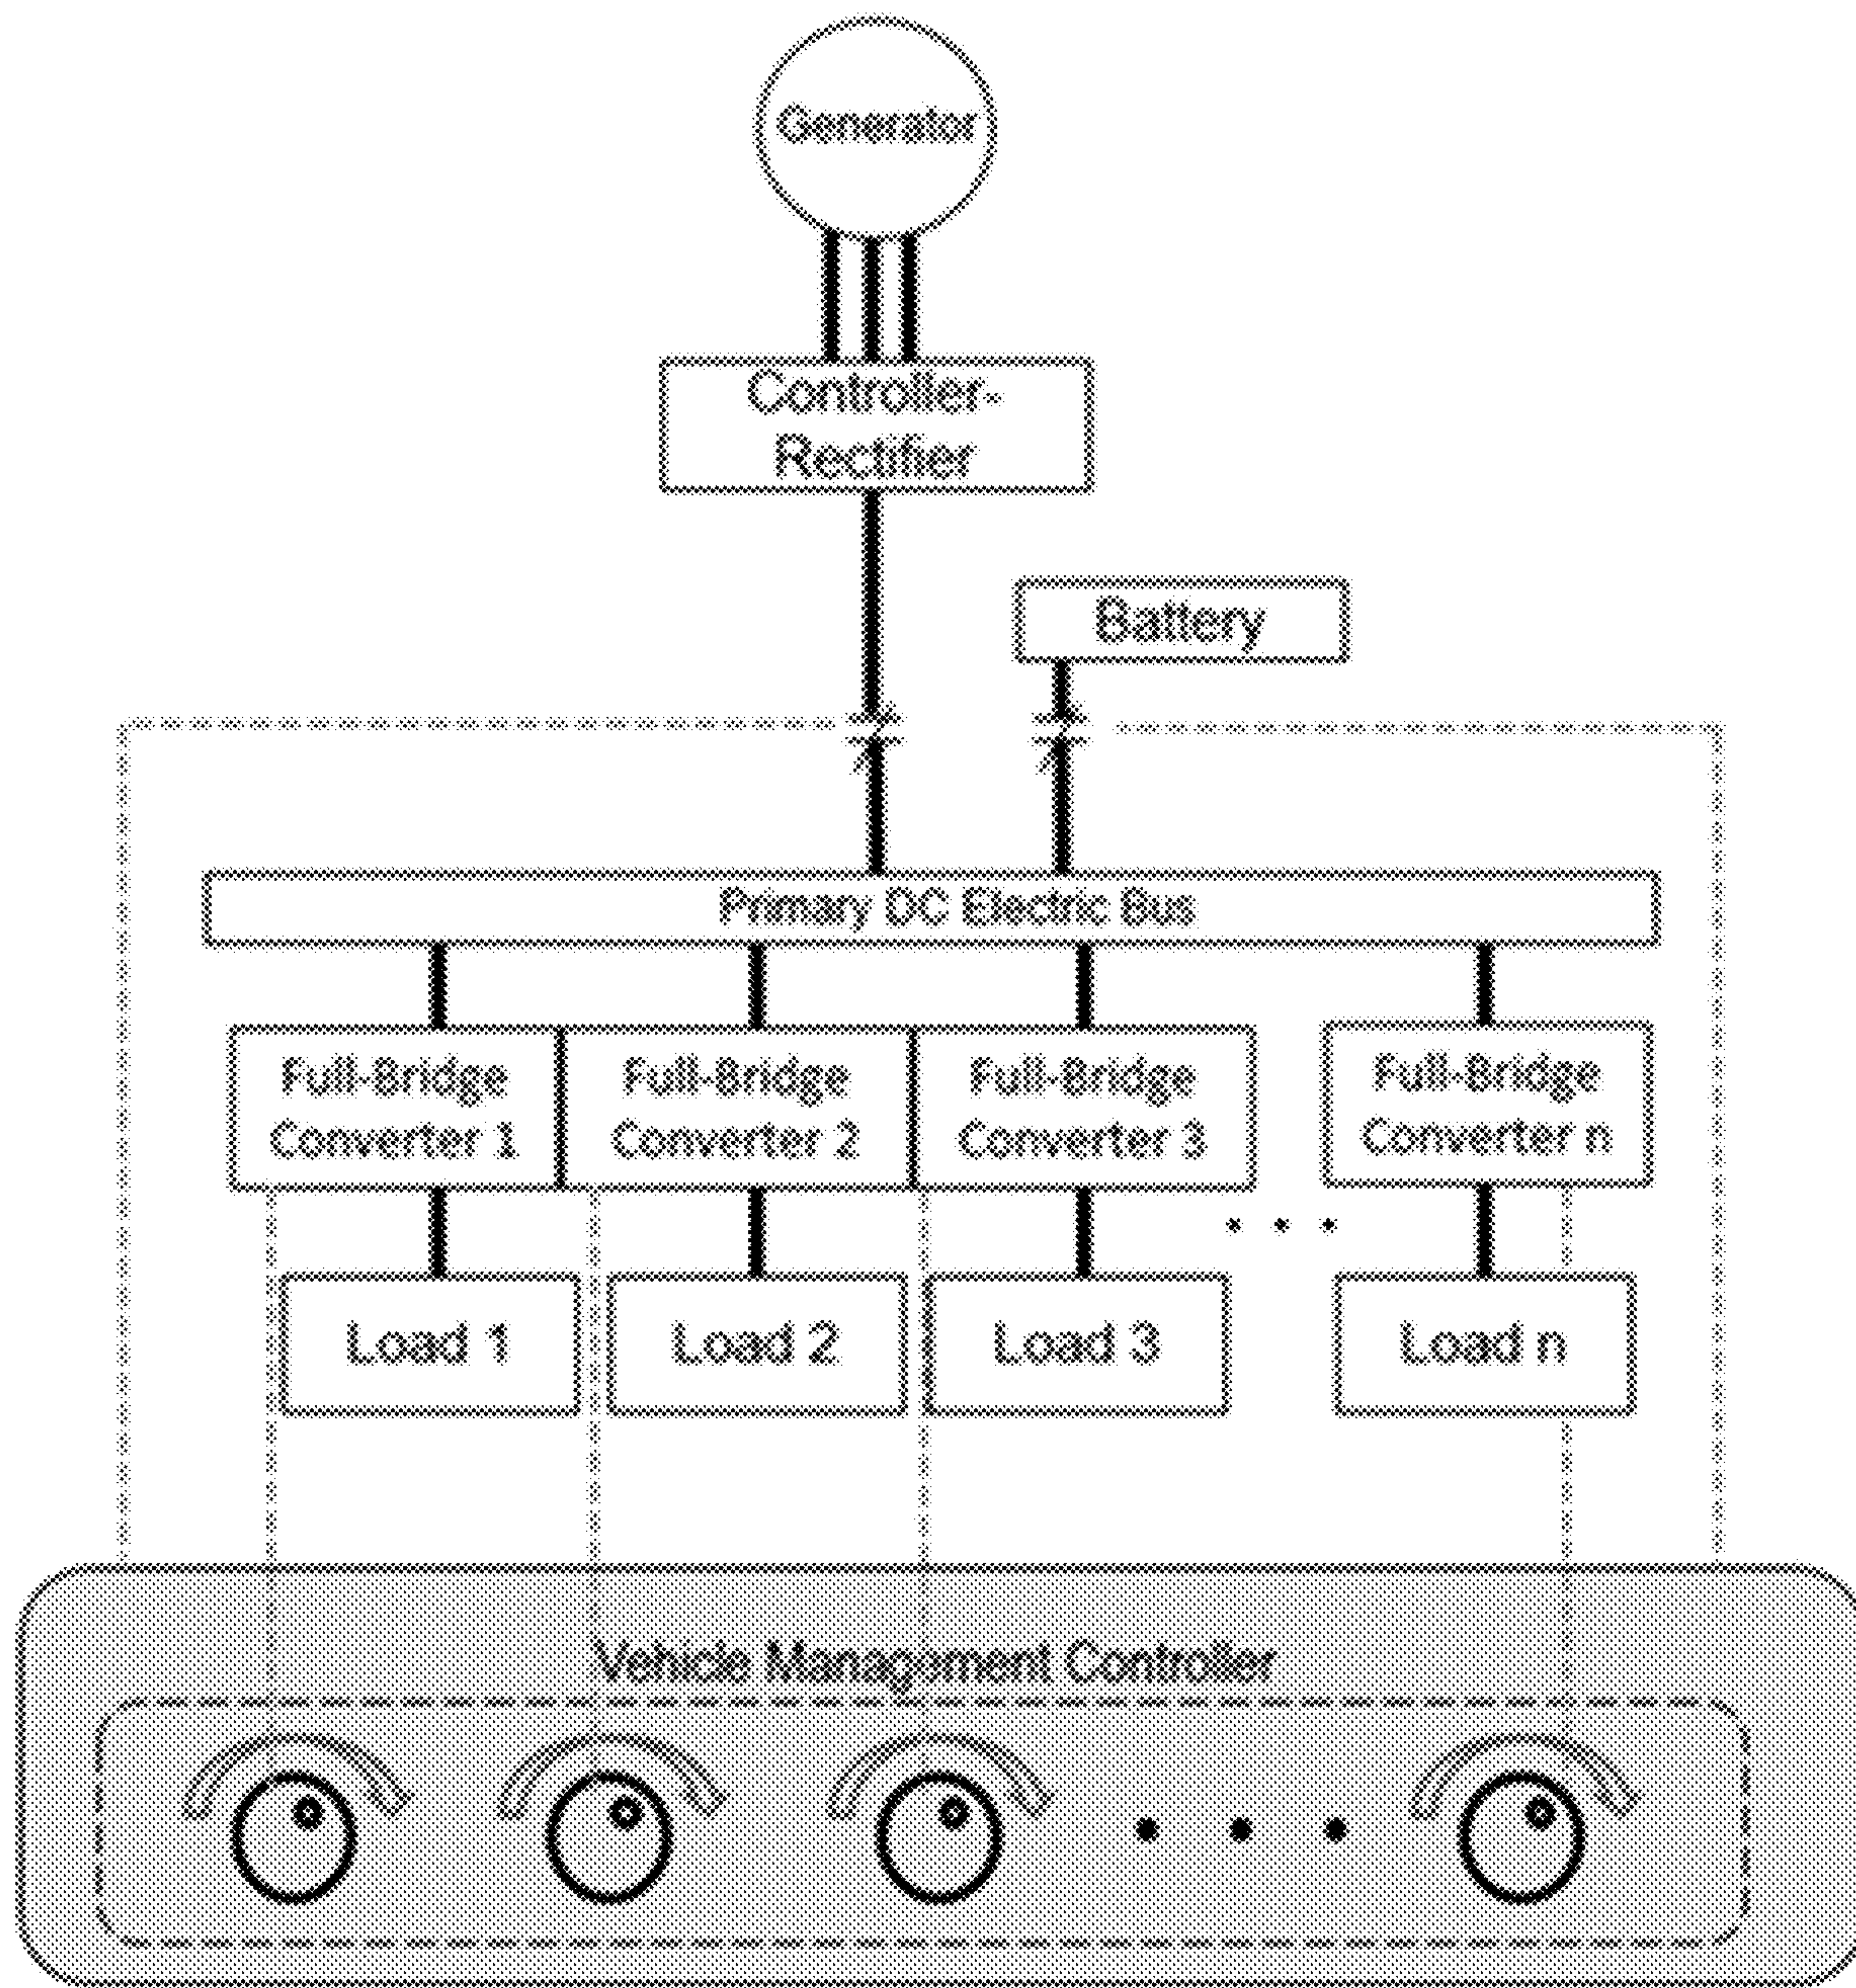 Generator
Controller-
Rectifier
Battery
Primary DC Electric Bus
Full-Bridge
Converter 1
Full-Bridge
Converter 2
Full-Bridge
Converter 3
Full-Bridge
Converter n
. . .
Load 1
Load 2
Load 3
Load n
Vehicle Management Controller